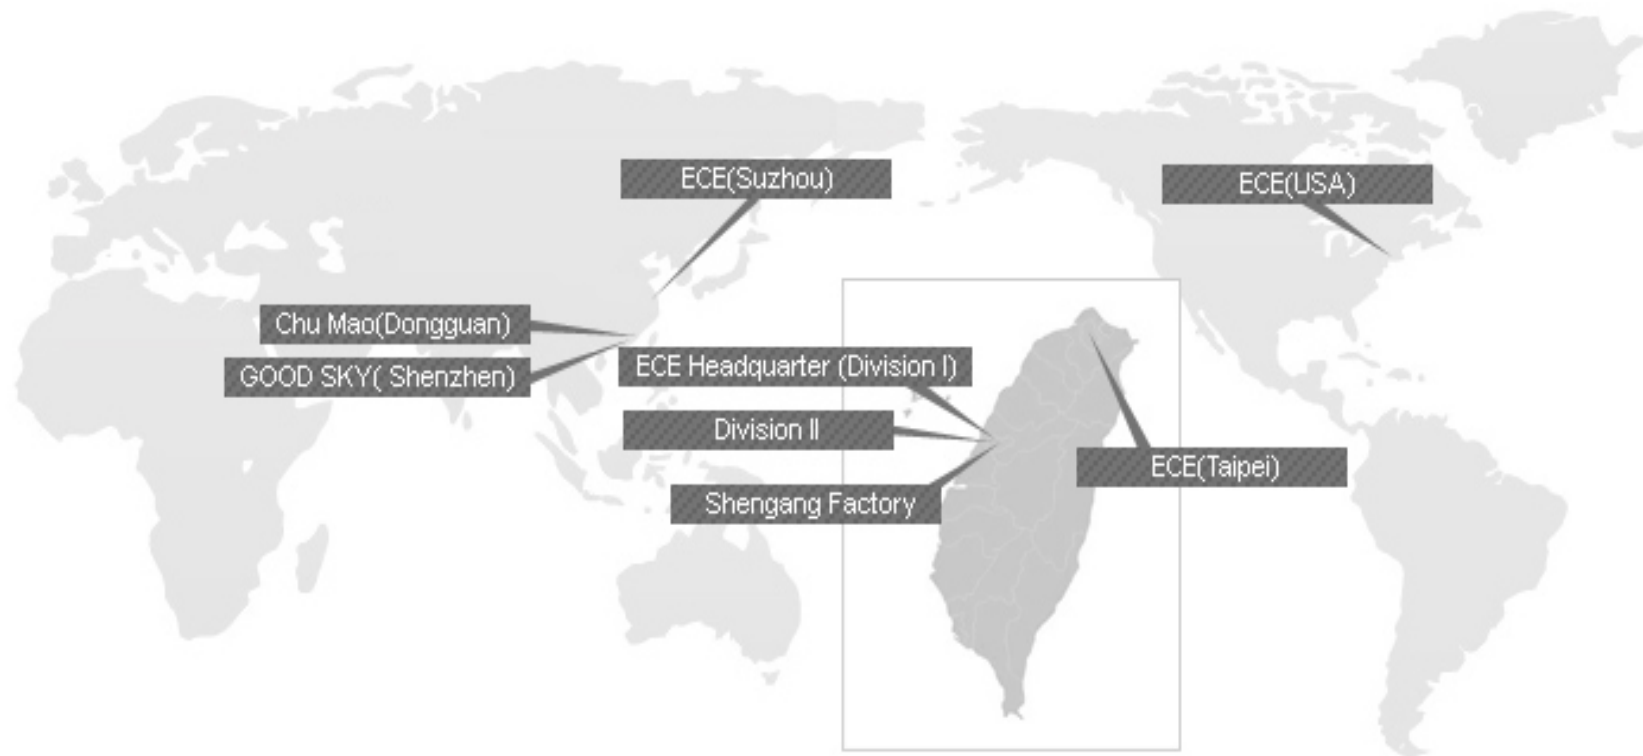 ECE(Suzhou)
ECE(USA)
Chu Mao(Dongguan)
GOOD SKY( Shenzhen)
ECE Headquarter (Division I)
Division II
ECE(Taipei)
Shengang Factory